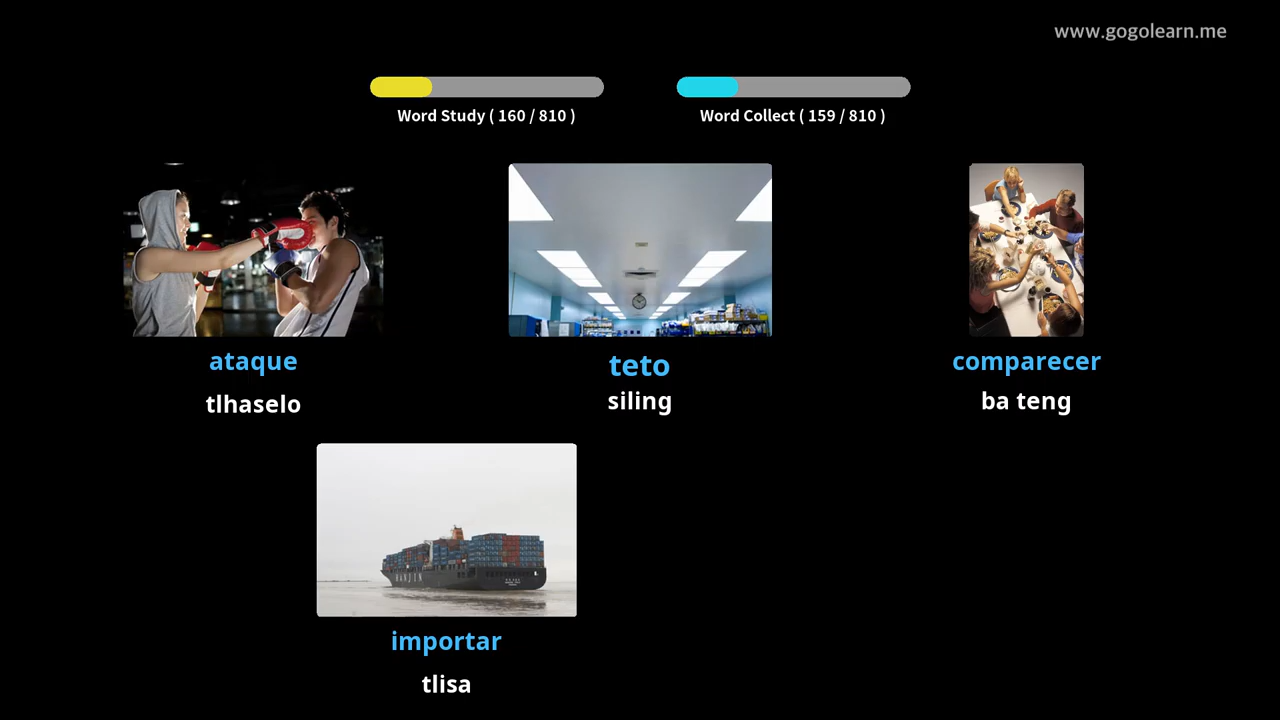 www.gogolearn.me
Word Study ( 160 / 810 )
Word Collect ( 159 / 810 )
ataque
teto
comparecer
tlhaselo
siling
ba teng
HANJIN
importar
tlisa